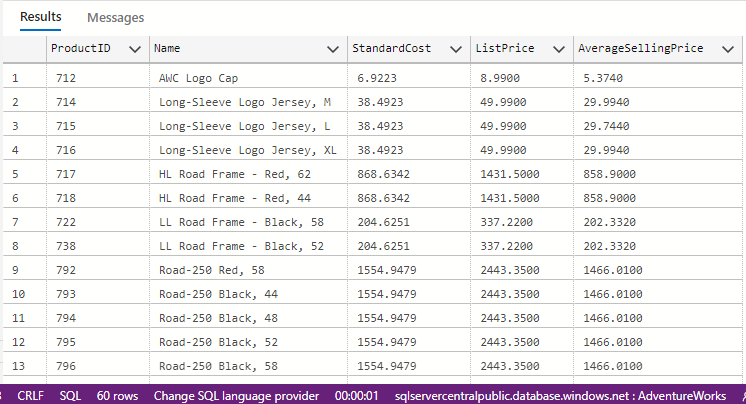 Results Messages
ProductID Name StandardCost ListPrice AverageSellingPrice
1 712 AWC Logo Cap 6.9223 8.9900 5.3740
2 714 Long-Sleeve Logo Jersey, M 38.4923 49.9900 29.9940
3 715 Long-Sleeve Logo Jersey, L 38.4923 49.9900 29.7440
4 716 Long-Sleeve Logo Jersey, XL 38.4923 49.9900 29.9940
5 717 HL Road Frame - Red, 62 868.6342 1431.5000 858.9000
6 718 HL Road Frame - Red, 44 868.6342 1431.5000 858.9000
7 722 LL Road Frame - Black, 58 204.6251 337.2200 202.3320
8 738 LL Road Frame - Black, 52 204.6251 337.2200 202.3320
9 792 Road-250 Red, 58 1554.9479 2443.3500 1466.0100
10 793 Road-250 Black, 44 1554.9479 2443.3500 1466.0100
11 794 Road-250 Black, 48 1554.9479 2443.3500 1466.0100
12 795 Road-250 Black, 52 1554.9479 2443.3500 1466.0100
13 796 Road-250 Black, 58 1554.9479 2443.3500 1466.0100
CRLF SQL 60 rows Change SQL language provider 00:00:01 sqlservercentralpublic.database.windows.net : AdventureWorks